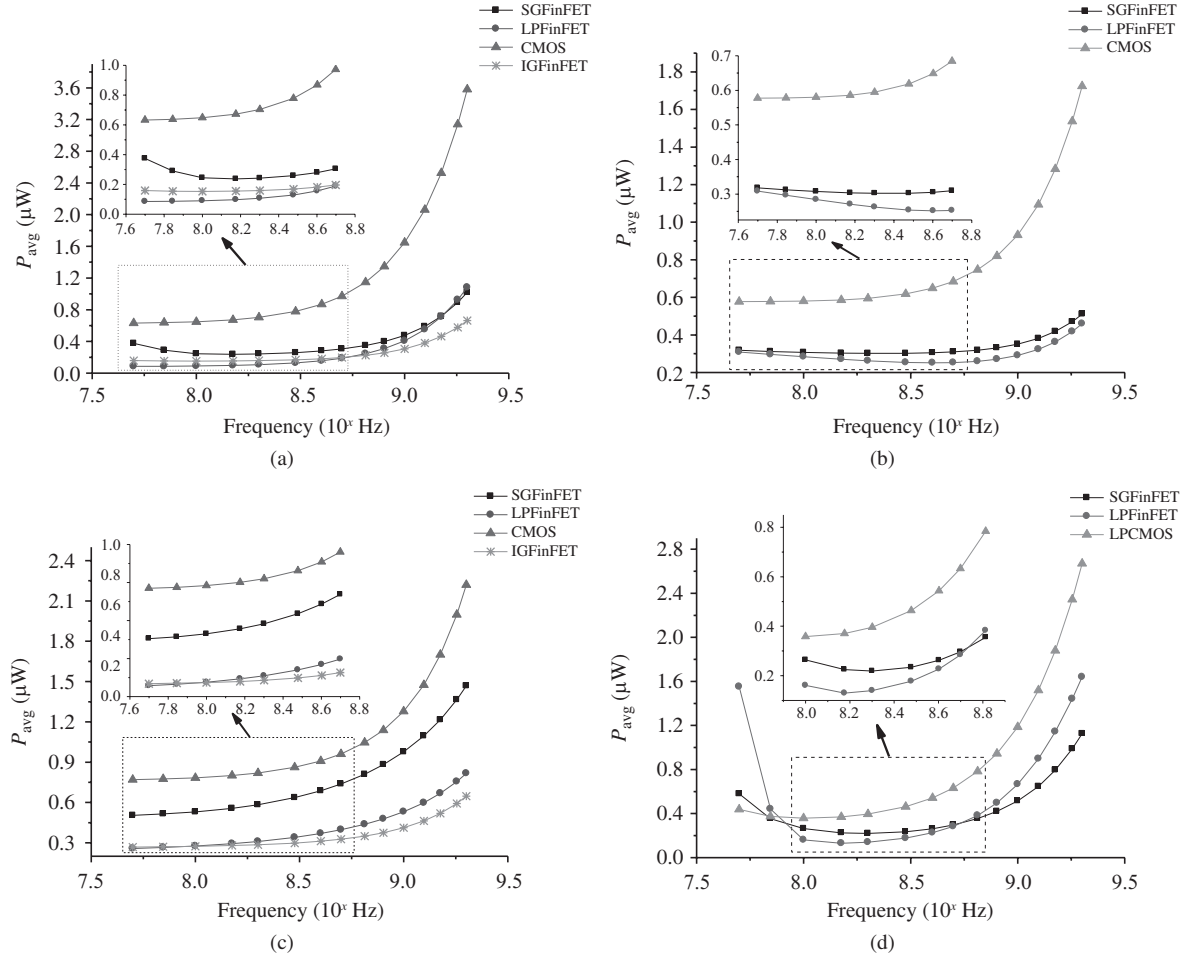 (a)
SGFinFET
LPFinFET
CMOS
IGFinFET
P_avg (μW)
3.6
3.2
2.8
2.4
2.0
1.6
1.2
0.8
0.4
0.0
1.0
0.8
0.6
0.4
0.2
0.0
7.6 7.8 8.0 8.2 8.4 8.6 8.8
7.5 8.0 8.5 9.0 9.5
Frequency (10^x Hz)
(a)
(b)
SGFinFET
LPFinFET
CMOS
P_avg (μW)
1.8
1.6
1.4
1.2
1.0
0.8
0.6
0.4
0.2
0.7
0.6
0.5
0.4
0.3
7.6 7.8 8.0 8.2 8.4 8.6 8.8
7.5 8.0 8.5 9.0 9.5
Frequency (10^x Hz)
(b)
SGFinFET
LPFinFET
CMOS
IGFinFET
P_avg (μW)
2.4
2.1
1.8
1.5
1.2
0.9
0.6
0.3
1.0
0.8
0.6
0.4
0.2
0.0
7.6 7.8 8.0 8.2 8.4 8.6 8.8
7.5 8.0 8.5 9.0 9.5
Frequency (10^x Hz)
(c)
SGFinFET
LPFinFET
LPCMOS
P_avg (μW)
2.8
2.4
2.0
1.6
1.2
0.8
0.4
0.0
0.8
0.6
0.4
0.2
8.0 8.2 8.4 8.6 8.8
7.5 8.0 8.5 9.0 9.5
Frequency (10^x Hz)
(d)